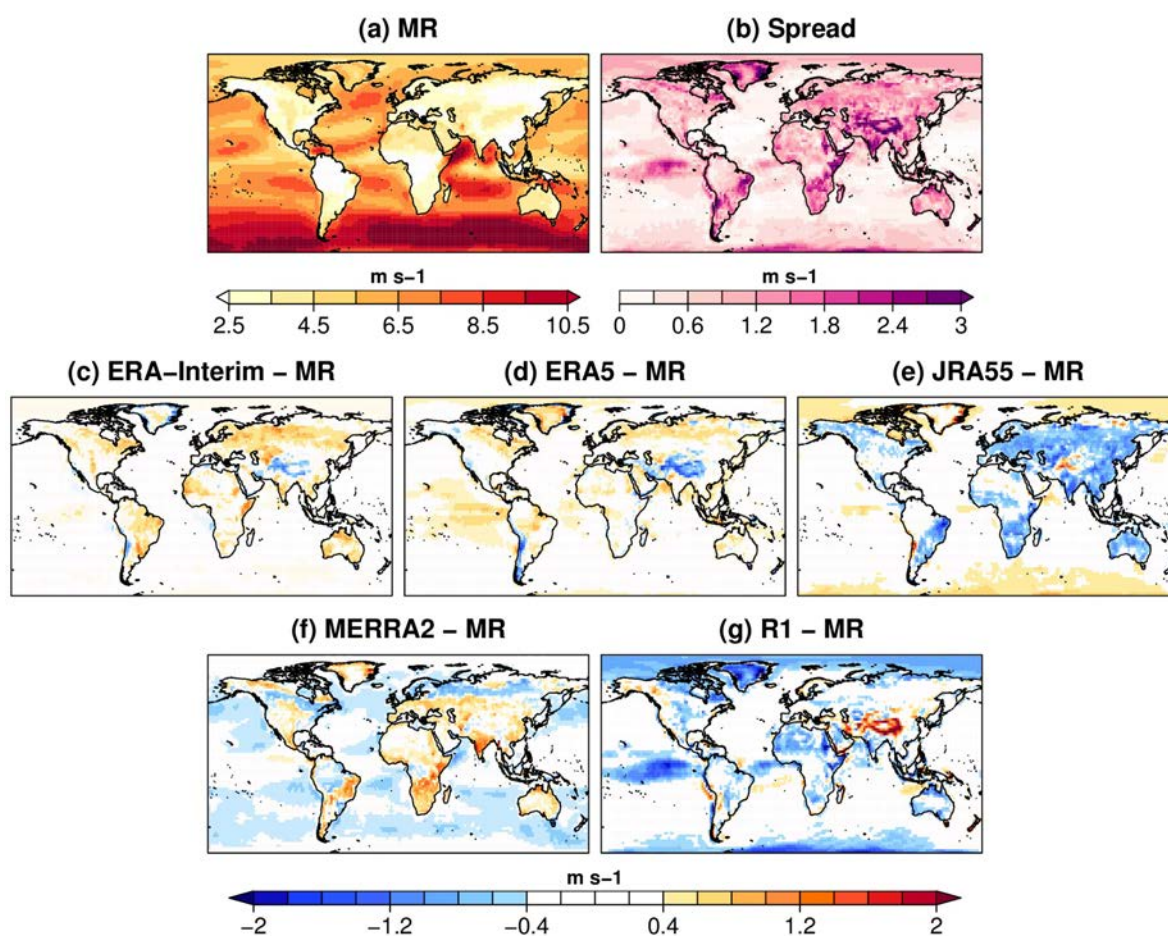 (a) MR
(b) Spread
m s−1
2.5 4.5 6.5 8.5 10.5
m s−1
0 0.6 1.2 1.8 2.4 3
(c) ERA−Interim − MR
(d) ERA5 − MR
(e) JRA55 − MR
(f) MERRA2 − MR
(g) R1 − MR
m s−1
−2 −1.2 −0.4 0.4 1.2 2